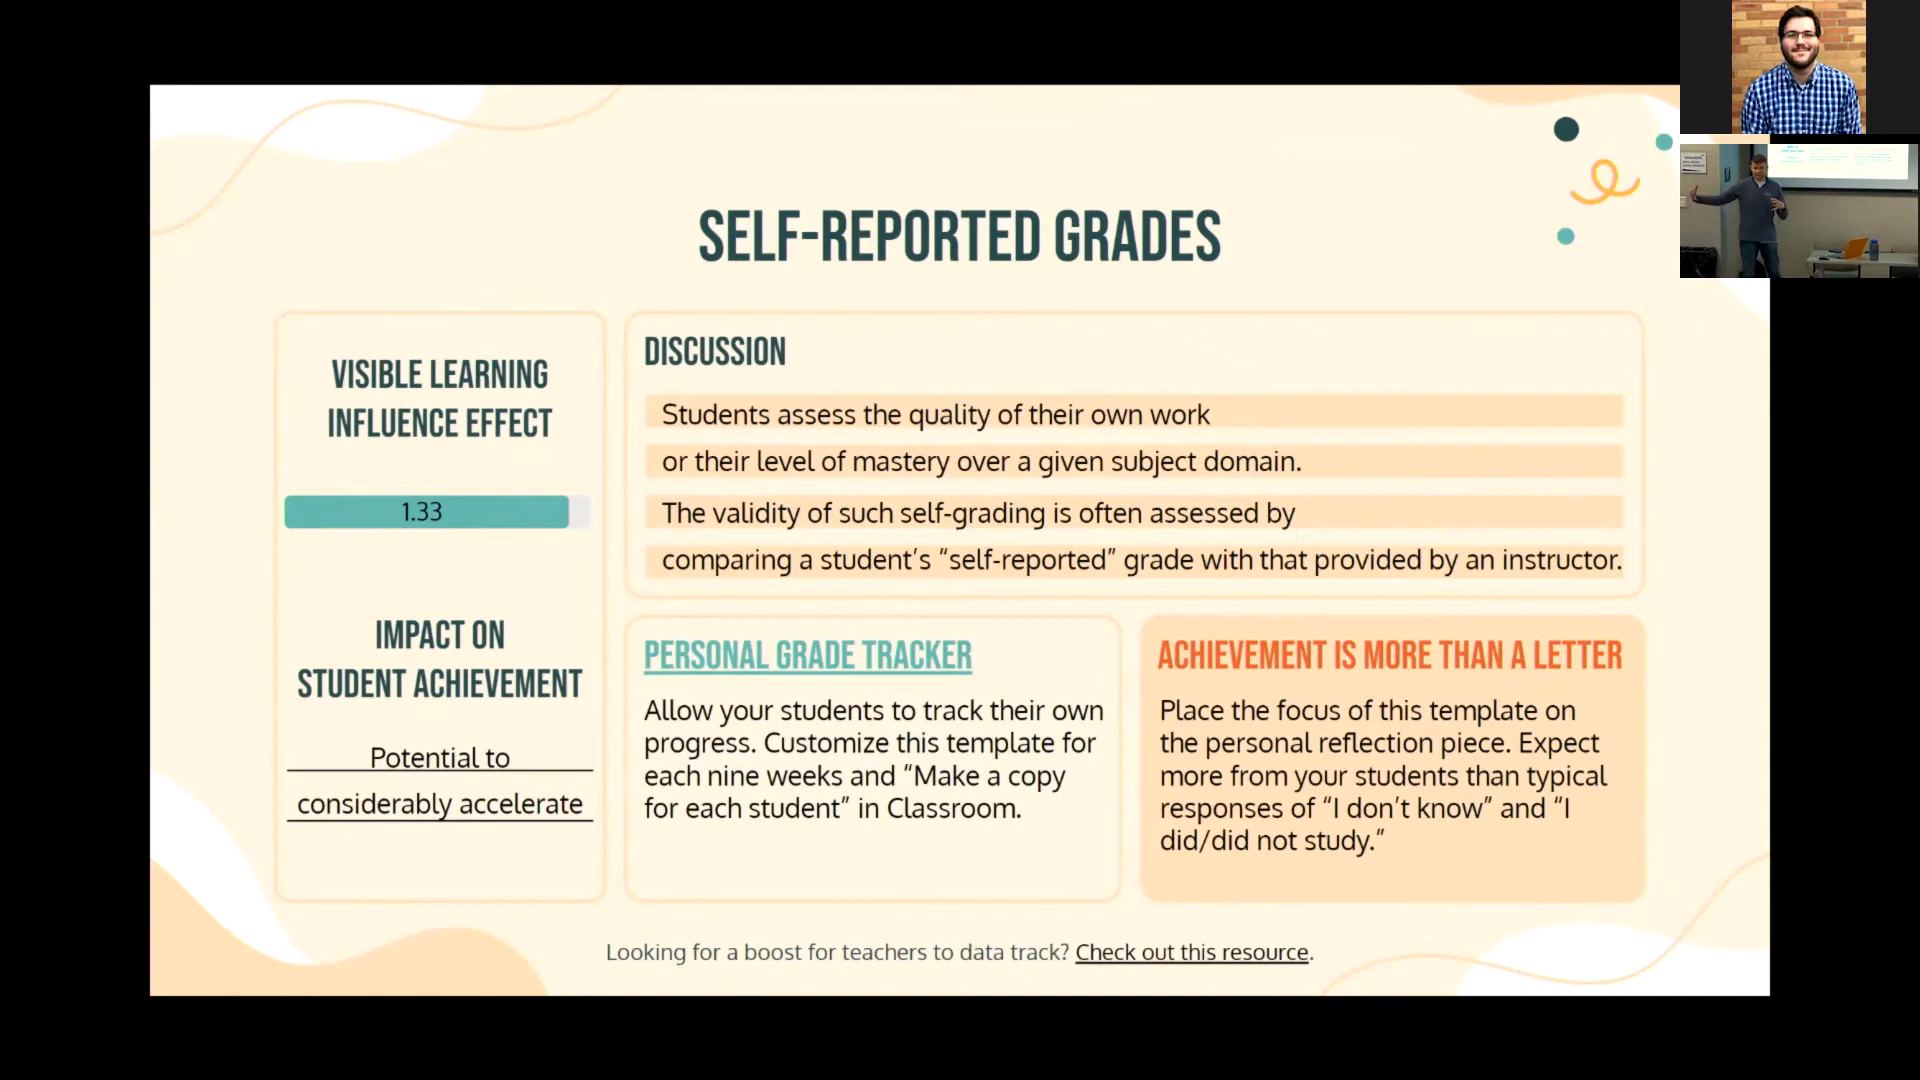 SELF-REPORTED GRADES
VISIBLE LEARNING
INFLUENCE EFFECT
1.33
IMPACT ON
STUDENT ACHIEVEMENT
Potential to
considerably accelerate
DISCUSSION
Students assess the quality of their own work
or their level of mastery over a given subject domain.
The validity of such self-grading is often assessed by
comparing a student’s “self-reported” grade with that provided by an instructor.
PERSONAL GRADE TRACKER
Allow your students to track their own
progress. Customize this template for
each nine weeks and “Make a copy
for each student” in Classroom.
ACHIEVEMENT IS MORE THAN A LETTER
Place the focus of this template on
the personal reflection piece. Expect
more from your students than typical
responses of “I don’t know” and “I
did/did not study.”
Looking for a boost for teachers to data track? Check out this resource.